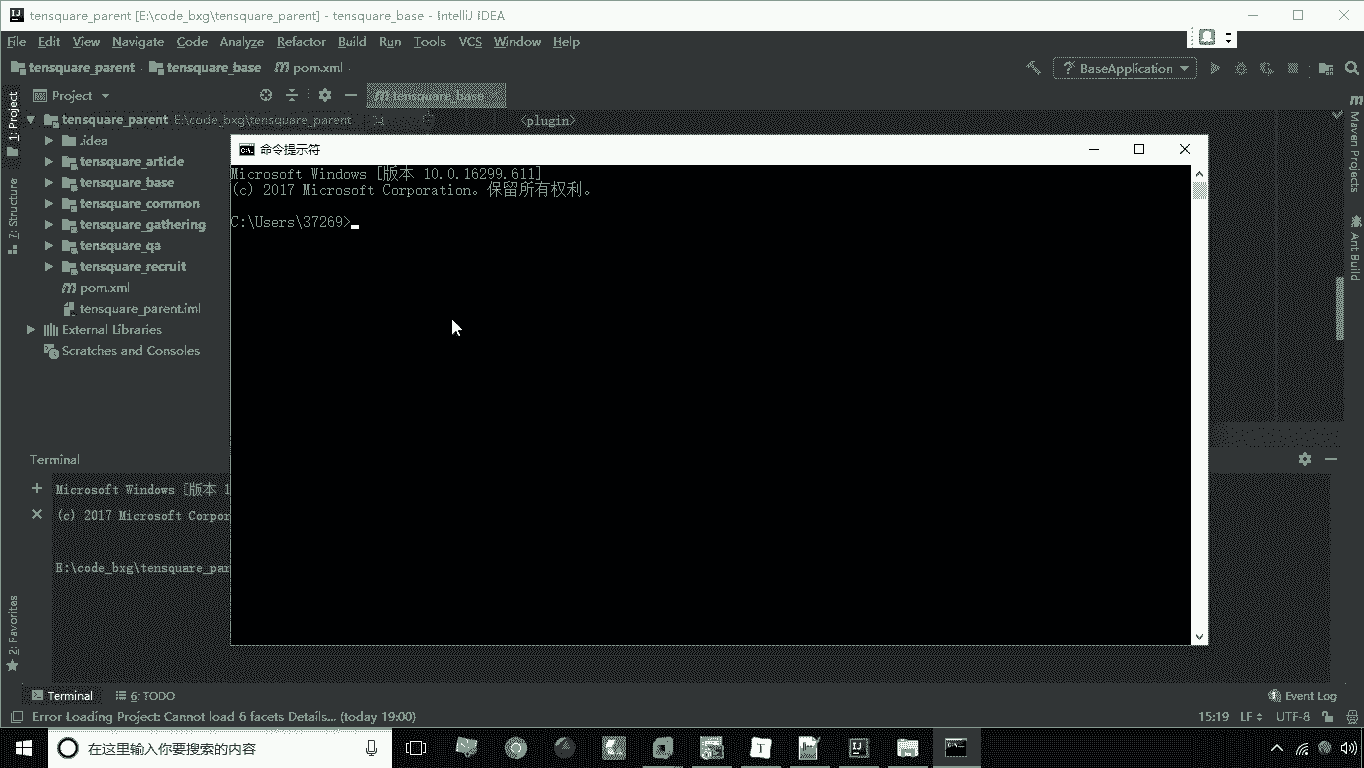 tensquare_parent [E:\code_bxg\tensquare_parent] - tensquare_base - IntelliJ IDEA
File Edit View Navigate Code Analyze Refactor Build Run Tools VCS Window Help
tensquare_parent tensquare_base pom.xml
BaseApplication
Project
tensquare_base
1: Project
7: Structure
2: Favorites
tensquare_parent E:\code_bxg\tensquare_parent
.idea
tensquare_article
tensquare_base
tensquare_common
tensquare_gathering
tensquare_qa
tensquare_recruit
pom.xml
tensquare_parent.iml
External Libraries
Scratches and Consoles
<plugin>
Maven Projects
Ant Build
命令提示符
Microsoft Windows [版本 10.0.16299.611]
(c) 2017 Microsoft Corporation。保留所有权利。
C:\Users\37269>
Terminal
Microsoft Windows [版本 1
(c) 2017 Microsoft Corpor
E:\code_bxg\tensquare_par
Terminal 6: TODO
Event Log
Error Loading Project: Cannot load 6 facets Details... (today 19:00)
15:19 LF UTF-8
在这里输入你要搜索的内容